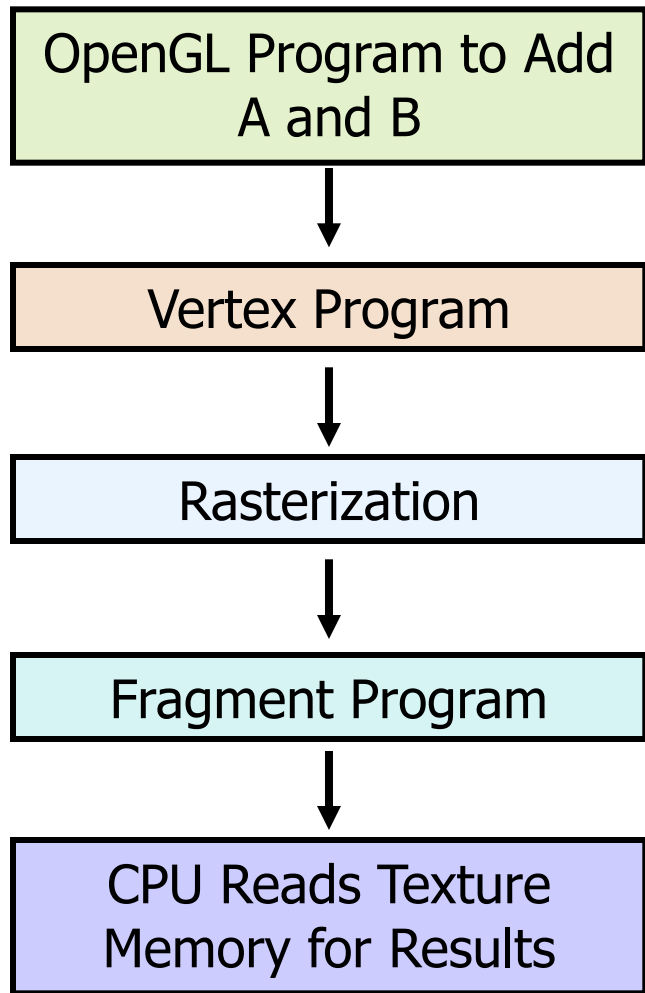 OpenGL Program to Add
A and B
Vertex Program
Rasterization
Fragment Program
CPU Reads Texture
Memory for Results